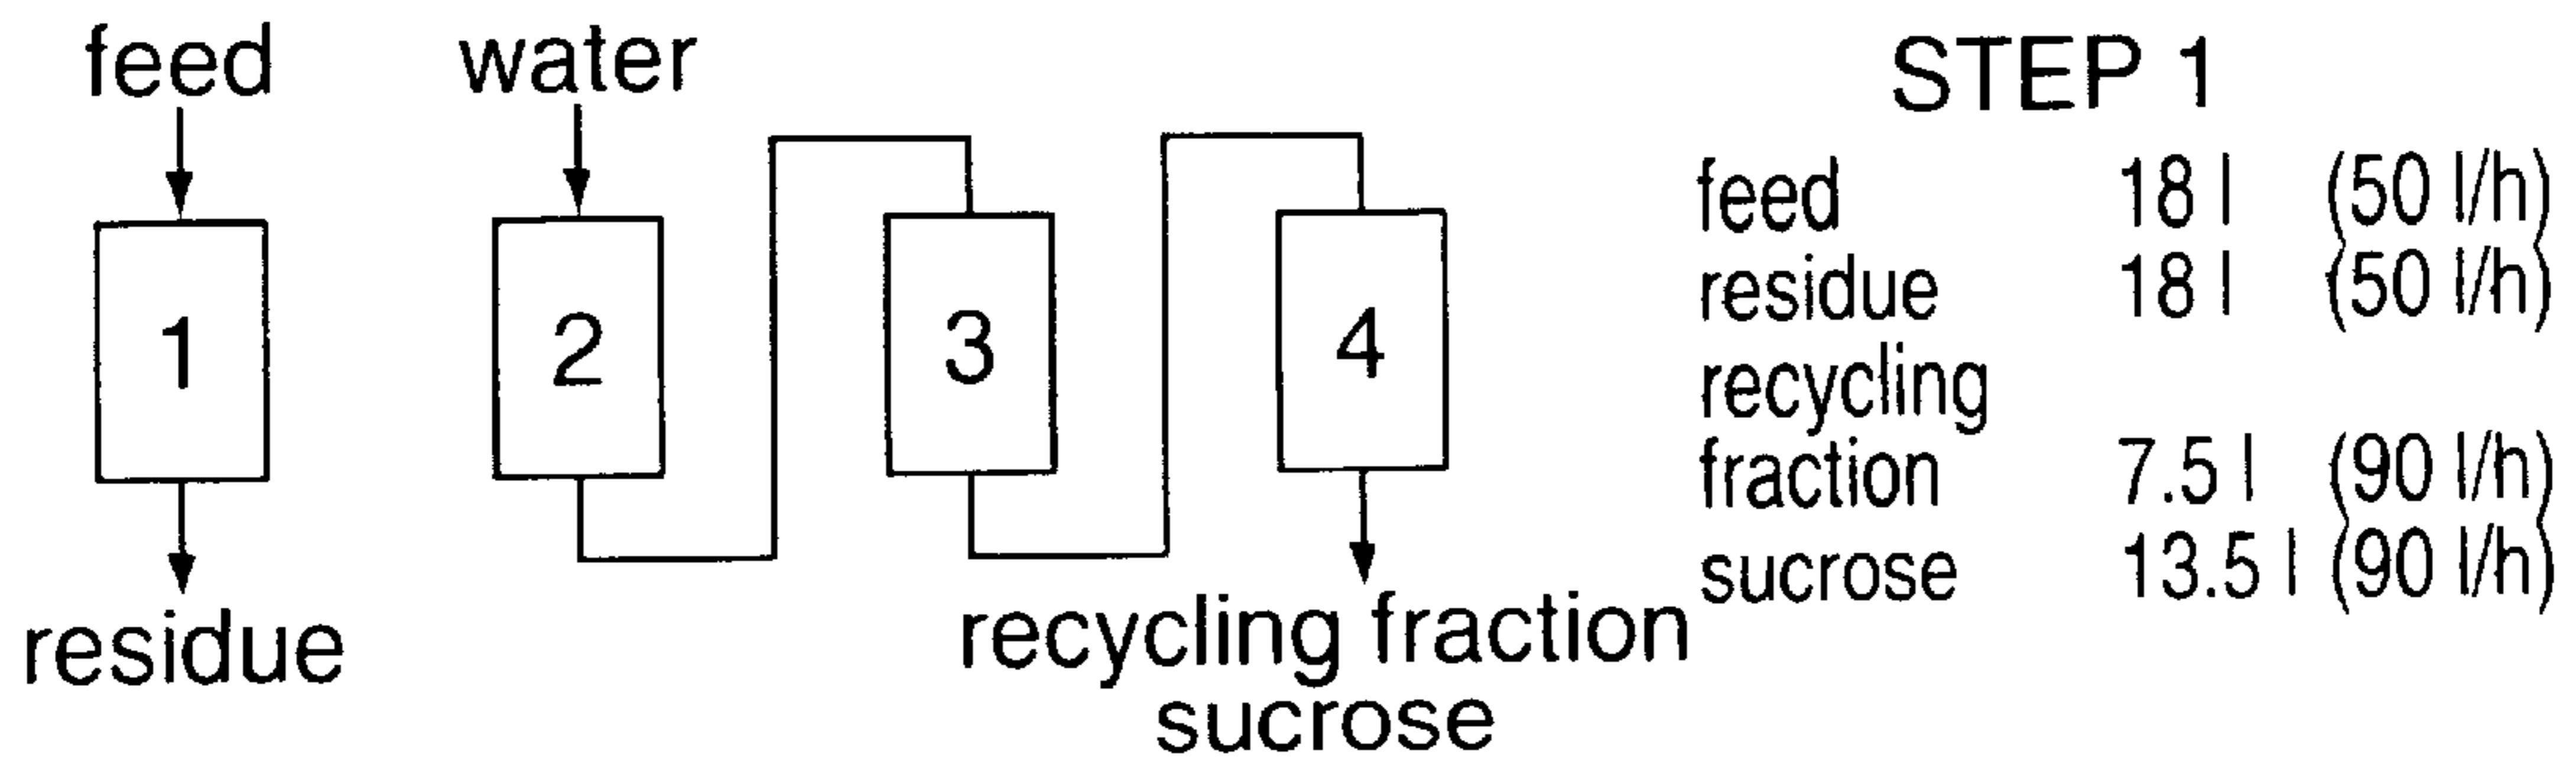 feed water
1 2 3 4
residue
recycling fraction
sucrose
STEP 1
feed 18 l (50 l/h)
residue 18 l (50 l/h)
recycling
fraction 7.5 l (90 l/h)
sucrose 13.5 l (90 l/h)